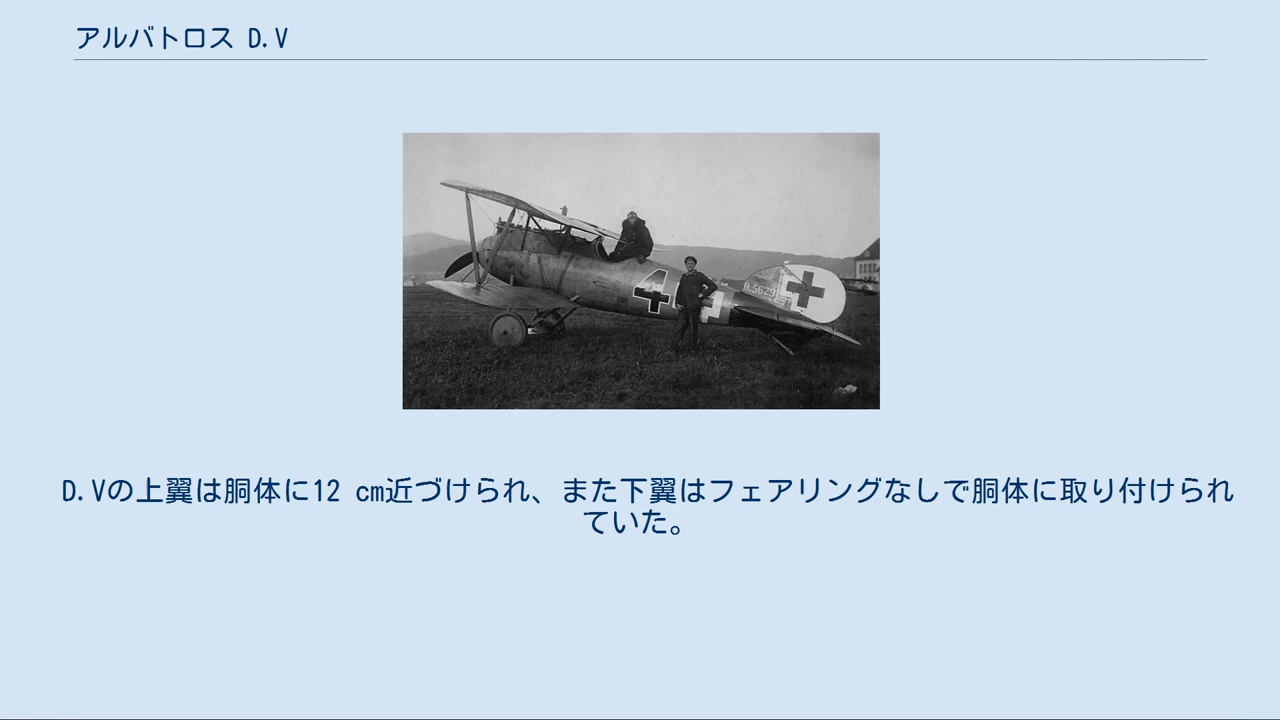 アルバトロス D.V
D.5629
D.Vの上翼は胴体に12 cm近づけられ、また下翼はフェアリングなしで胴体に取り付けられ
ていた。